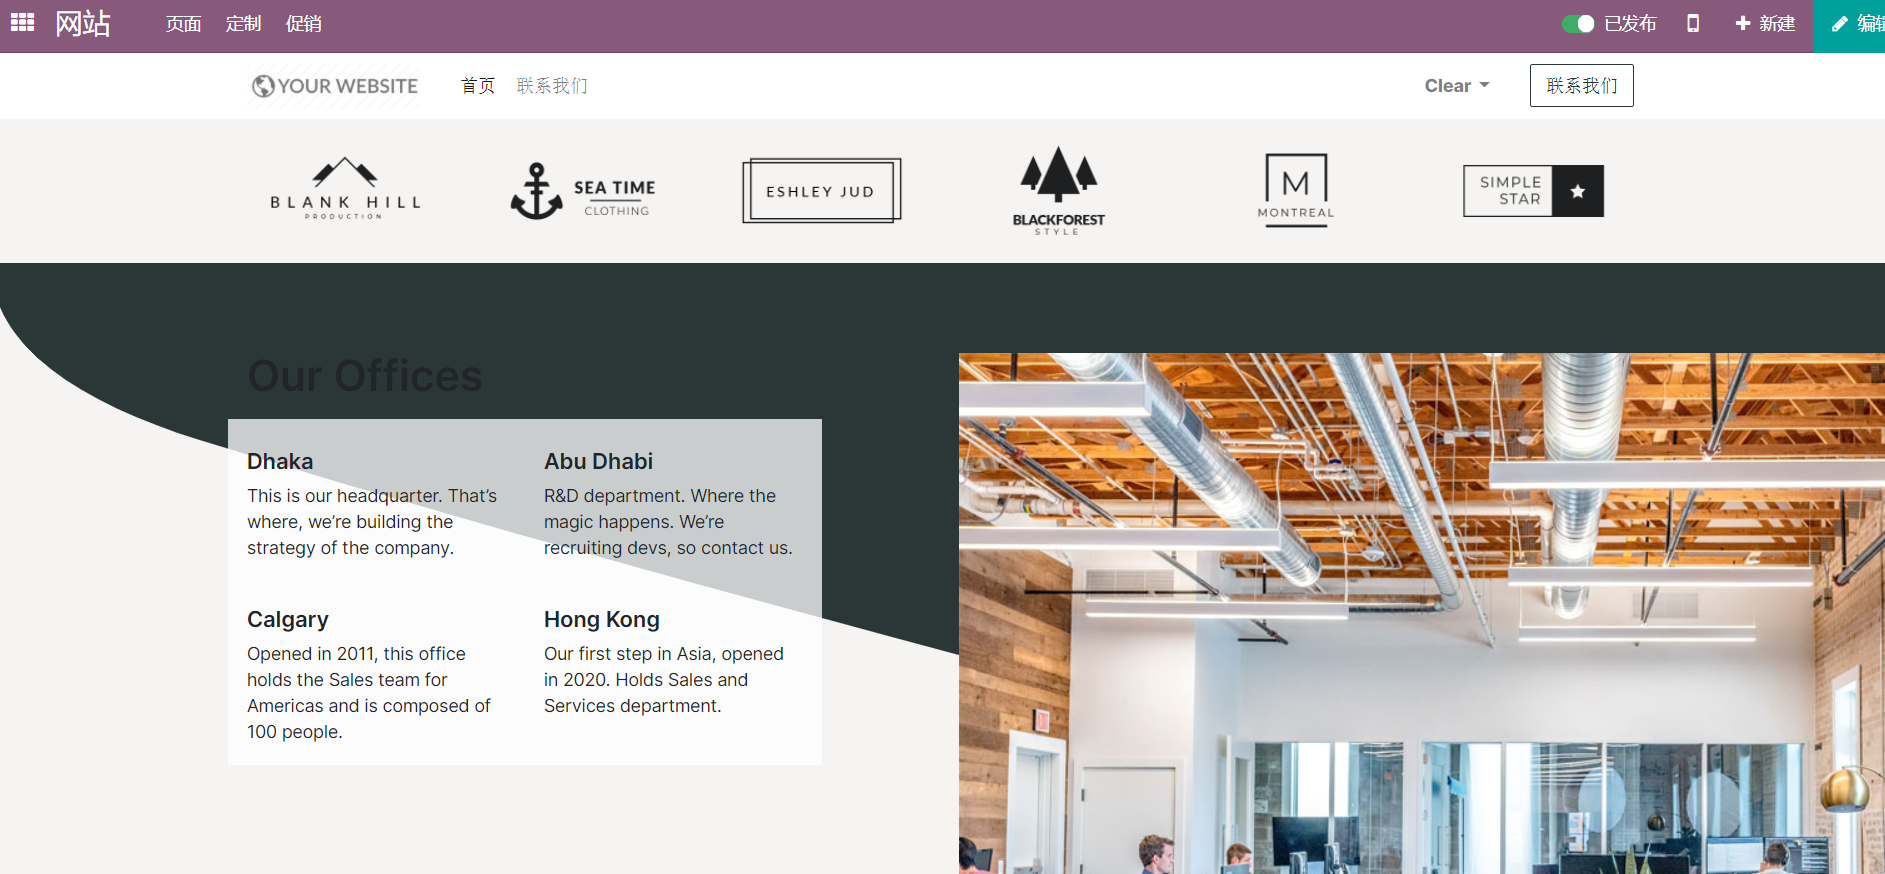 网站 页面 定制 促销 已发布 新建 编辑
YOUR WEBSITE 首页 联系我们 Clear 联系我们
BLANK HILL
PRODUCTION
SEA TIME
CLOTHING
ESHLEY JUD
BLACKFOREST
STYLE
M
MONTREAL
SIMPLE
STAR
Our Offices
Dhaka
This is our headquarter. That’s
where, we’re building the
strategy of the company.
Abu Dhabi
R&D department. Where the
magic happens. We’re
recruiting devs, so contact us.
Calgary
Opened in 2011, this office
holds the Sales team for
Americas and is composed of
100 people.
Hong Kong
Our first step in Asia, opened
in 2020. Holds Sales and
Services department.